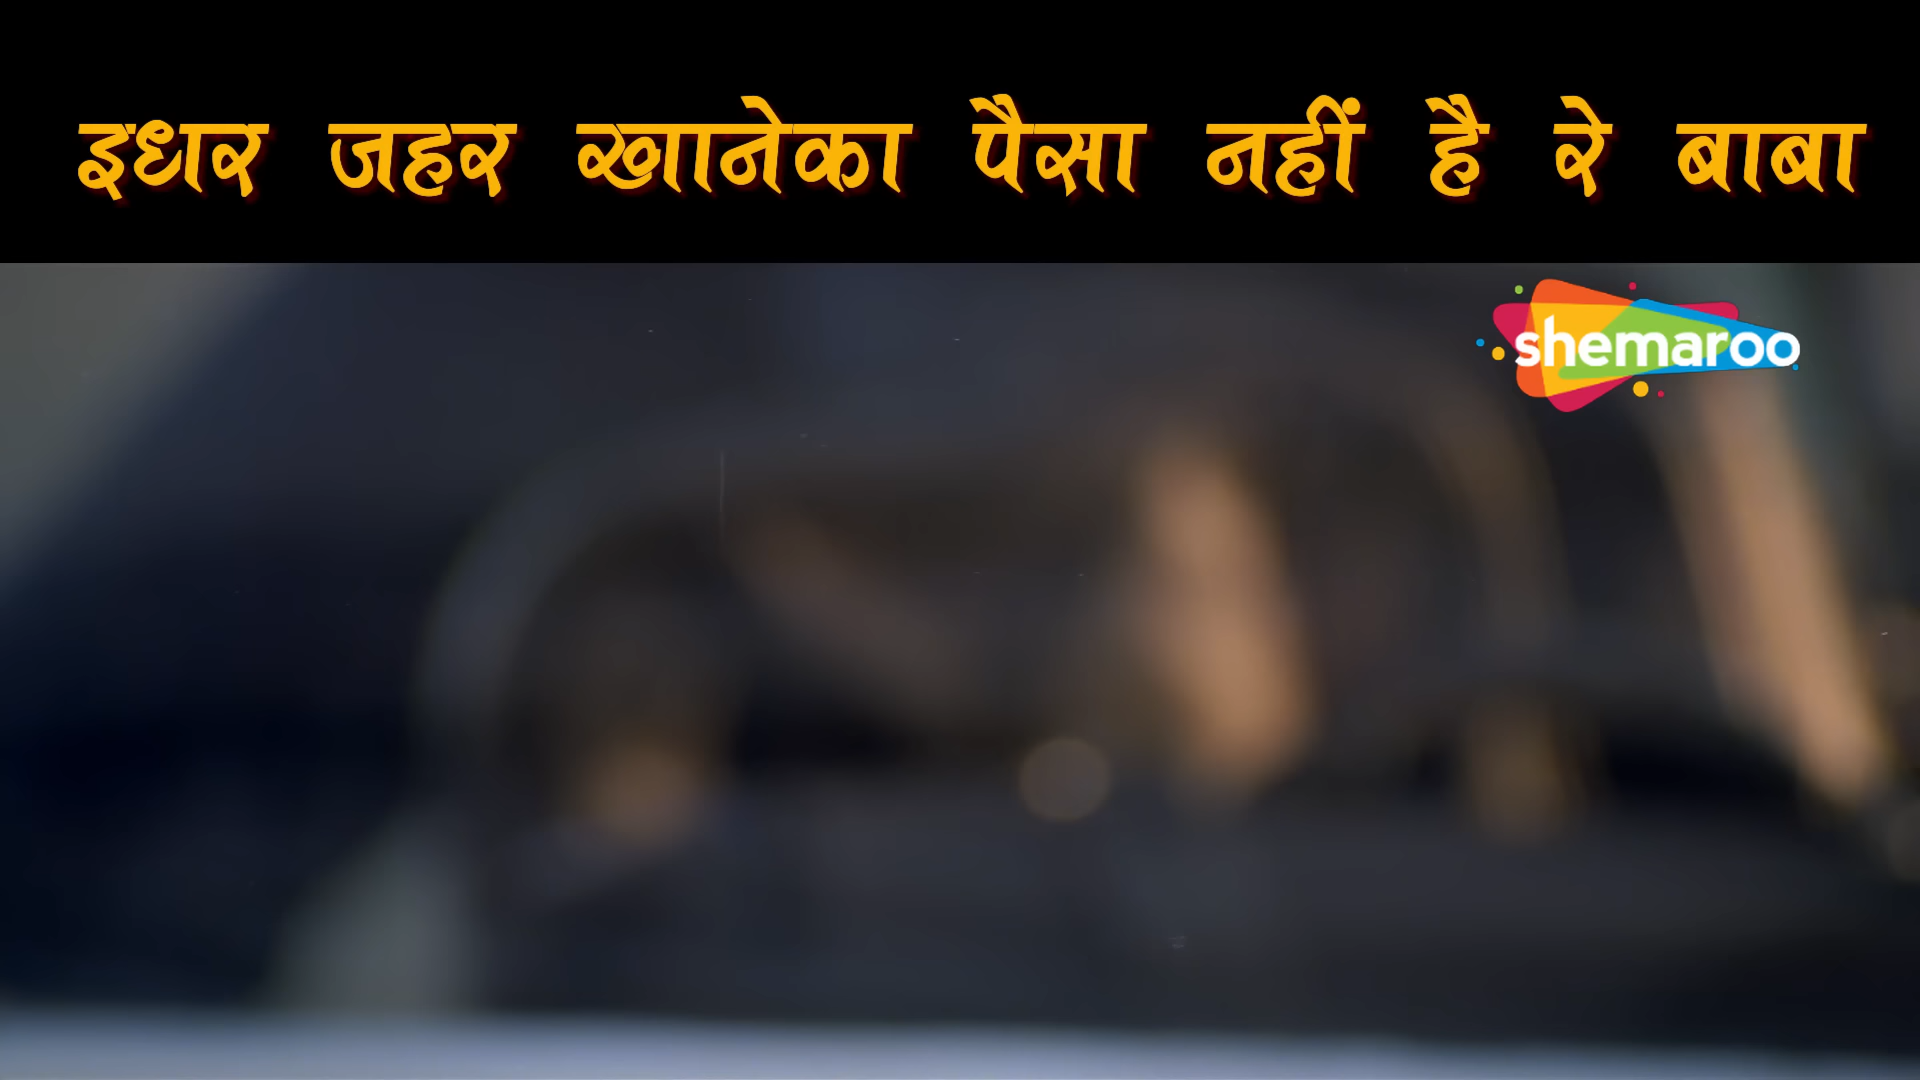 इधर जहर खानेका पैसा नहीं है रे बाबा
shemaroo